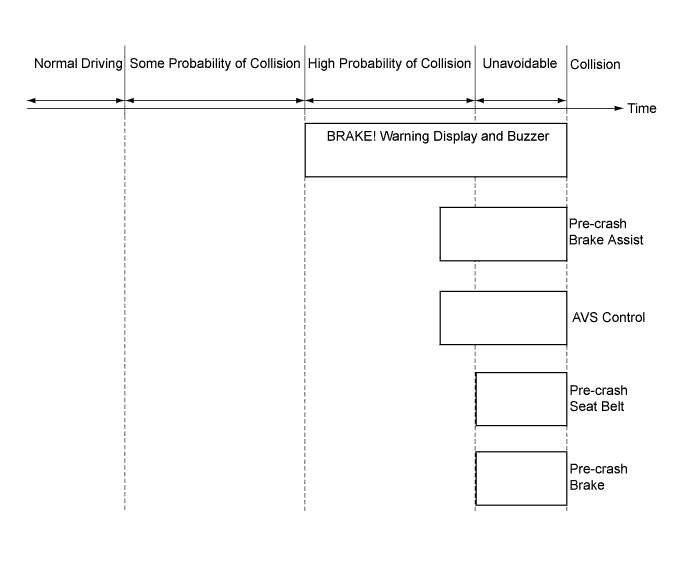 Normal Driving
Some Probability of Collision
High Probability of Collision
Unavoidable
Collision
Time
BRAKE! Warning Display and Buzzer
Pre-crash
Brake Assist
AVS Control
Pre-crash
Seat Belt
Pre-crash
Brake